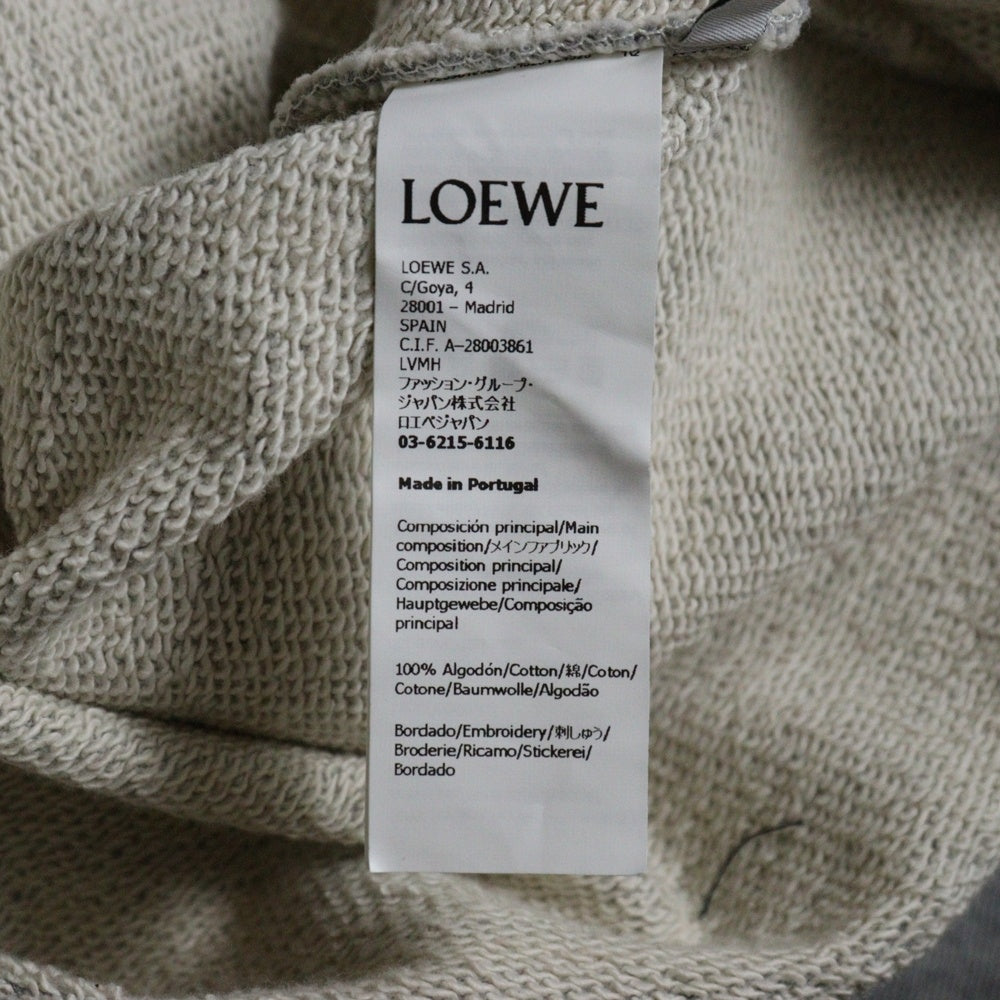 LOEWE
LOEWE S.A.
C/Goya, 4
28001 – Madrid
SPAIN
C.I.F. A–28003861
LVMH
ファッション・グループ・
ジャパン株式会社
ロエベジャパン
03-6215-6116
Made in Portugal
Composición principal/Main
composition/メインファブリック/
Composition principal/
Composizione principale/
Hauptgewebe/Composição
principal
100% Algodón/Cotton/綿/Coton/
Cotone/Baumwolle/Algodão
Bordado/Embroidery/刺しゅう/
Broderie/Ricamo/Stickerei/
Bordado